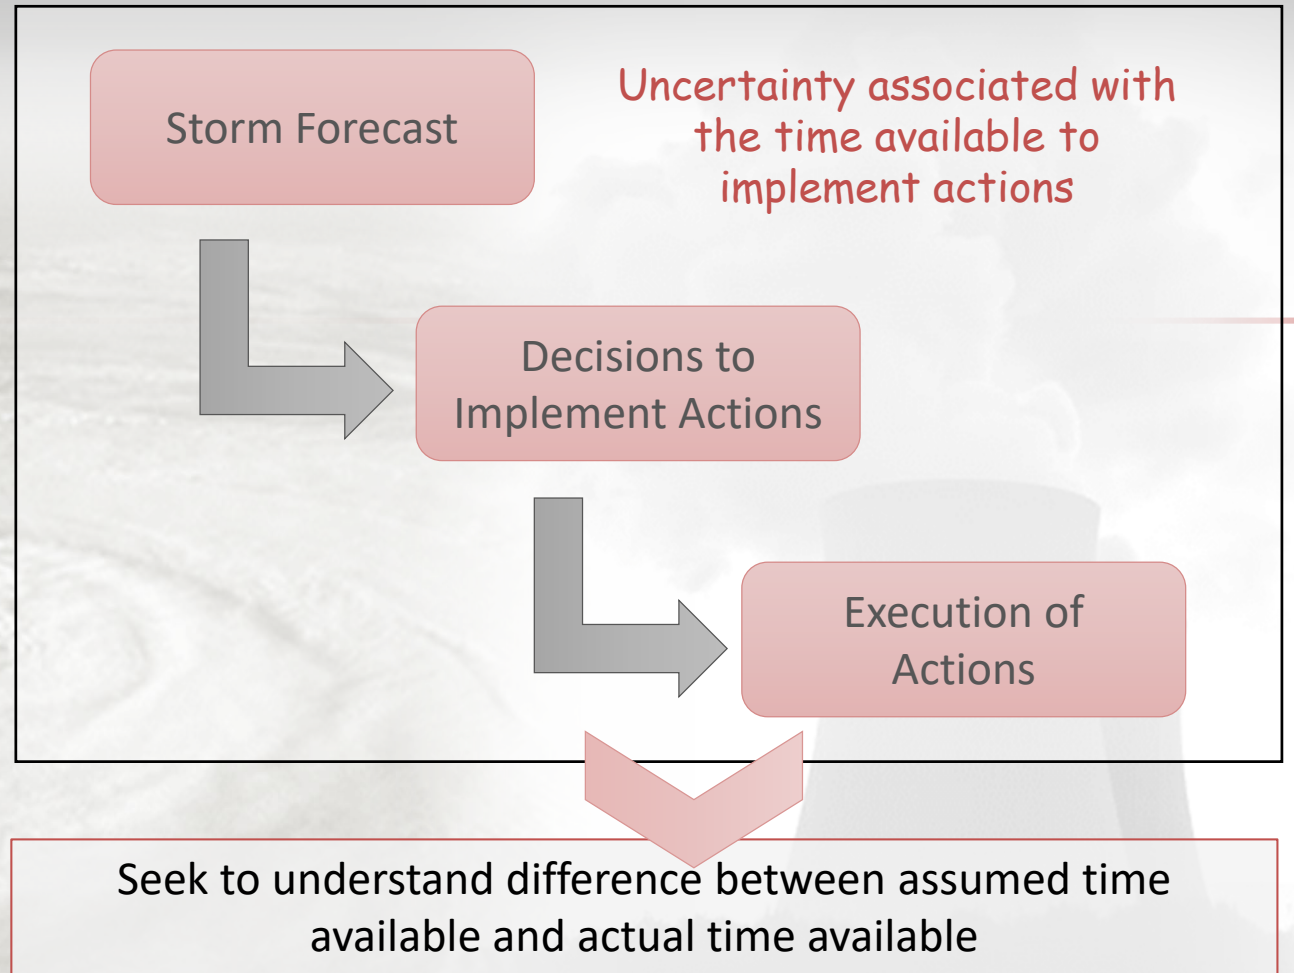 Storm Forecast
Uncertainty associated with
the time available to
implement actions
Decisions to
Implement Actions
Execution of
Actions
Seek to understand difference between assumed time
available and actual time available